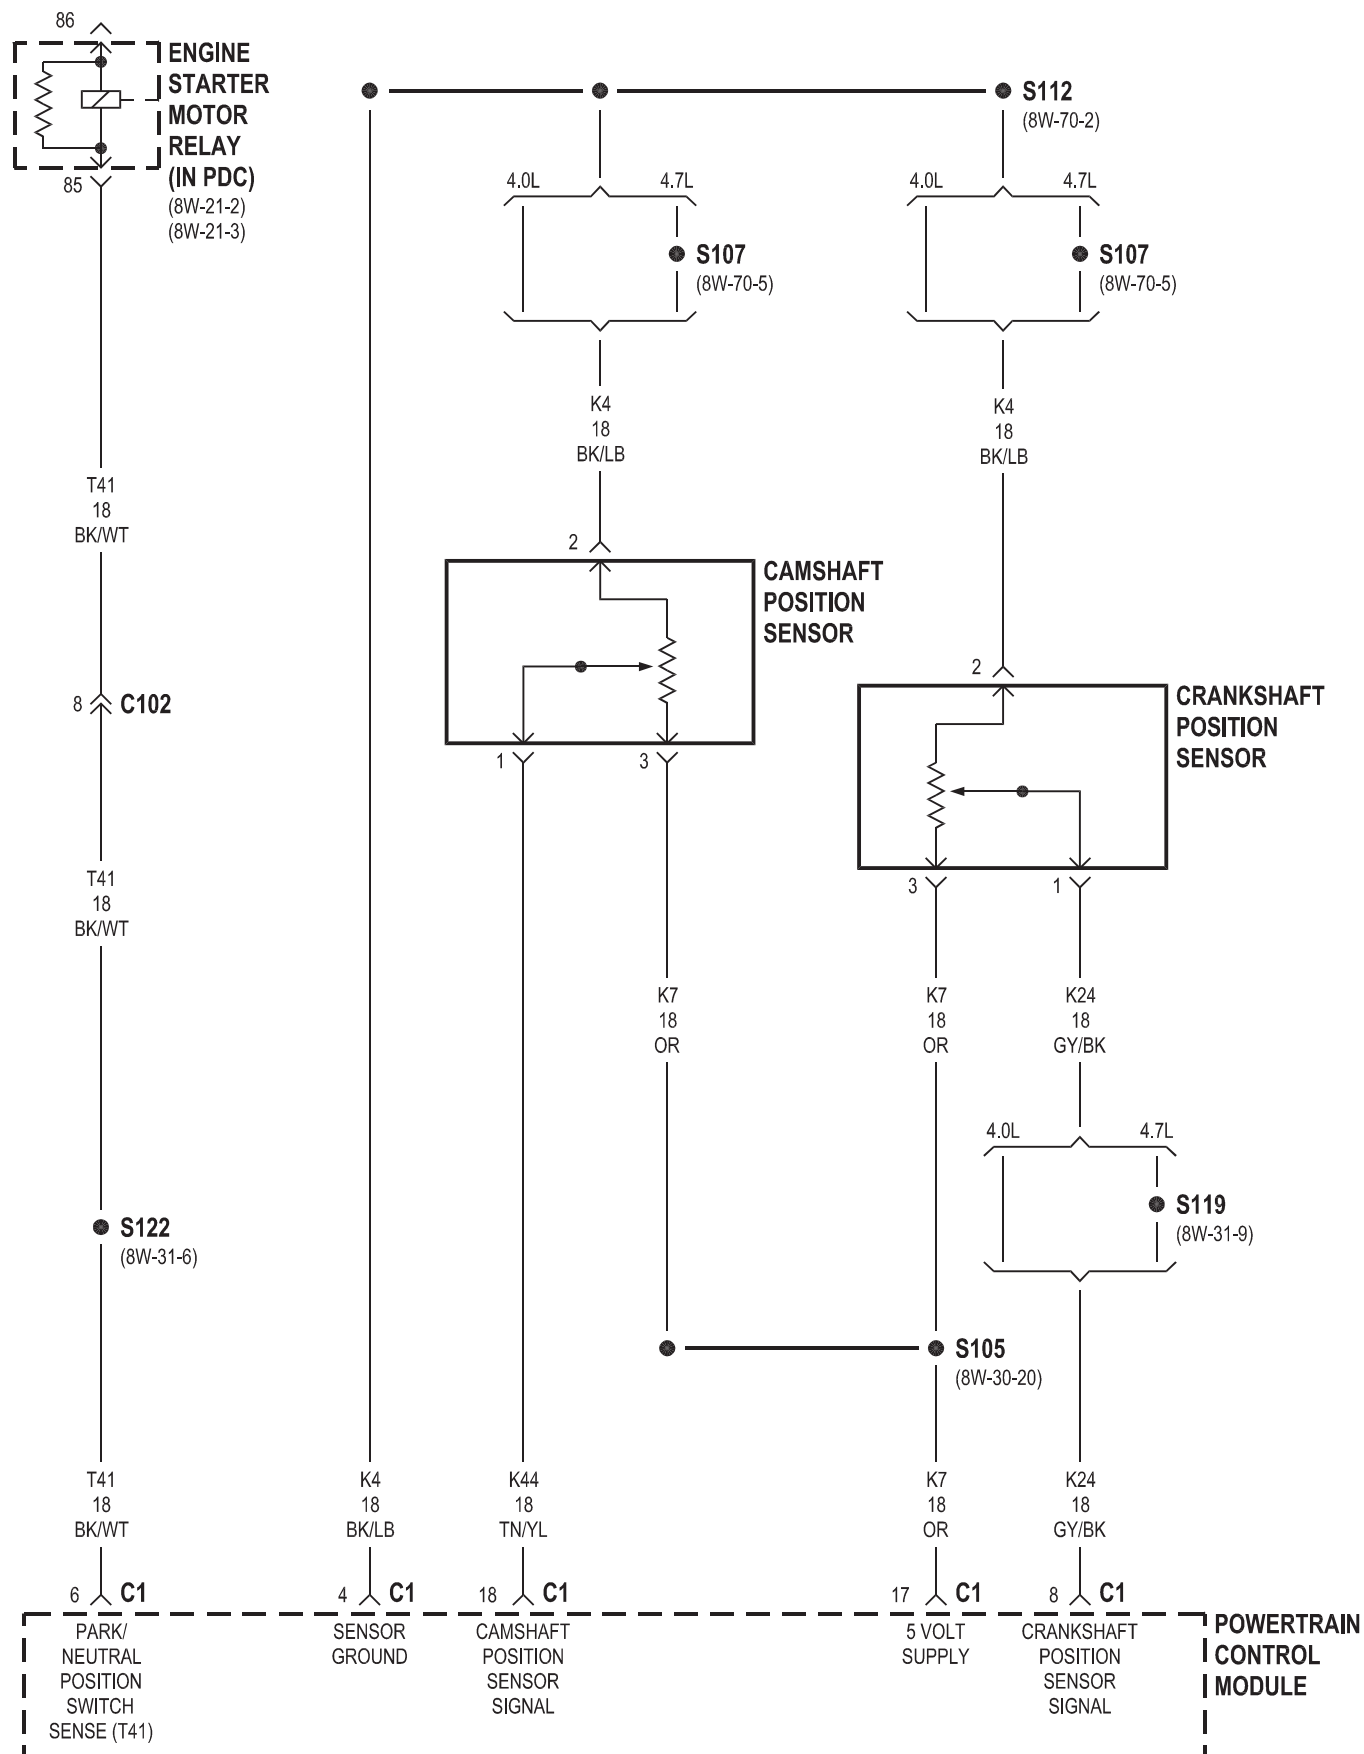 86
ENGINE
STARTER
MOTOR
RELAY
(IN PDC)
(8W-21-2)
(8W-21-3)
85
S112
(8W-70-2)
4.0L 4.7L
S107
(8W-70-5)
4.0L 4.7L
S107
(8W-70-5)
K4
18
BK/LB
K4
18
BK/LB
T41
18
BK/WT
2
CAMSHAFT
POSITION
SENSOR
1 3
2
CRANKSHAFT
POSITION
SENSOR
3 1
8 C102
T41
18
BK/WT
K7
18
OR
K7
18
OR
K24
18
GY/BK
4.0L 4.7L
S119
(8W-31-9)
S122
(8W-31-6)
S105
(8W-30-20)
T41
18
BK/WT
K4
18
BK/LB
K44
18
TN/YL
K7
18
OR
K24
18
GY/BK
6 C1
4 C1
18 C1
17 C1
8 C1
PARK/
NEUTRAL
POSITION
SWITCH
SENSE (T41)
SENSOR
GROUND
CAMSHAFT
POSITION
SENSOR
SIGNAL
5 VOLT
SUPPLY
CRANKSHAFT
POSITION
SENSOR
SIGNAL
POWERTRAIN
CONTROL
MODULE